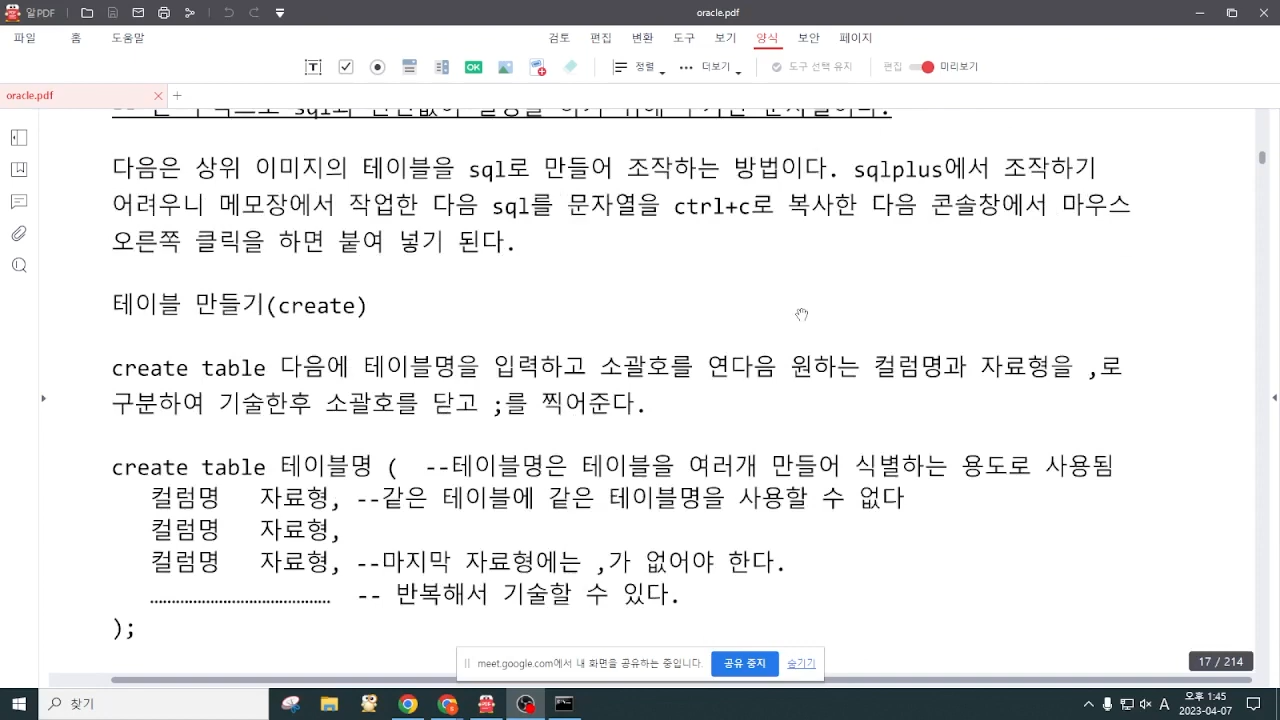 알PDF
oracle.pdf
파일 홈 도움말 검토 편집 변환 도구 보기 양식 보안 페이지
T OK 정렬 더보기 도구 선택 유지 편집 미리보기
oracle.pdf
다음은 상위 이미지의 테이블을 sql로 만들어 조작하는 방법이다. sqlplus에서 조작하기
어려우니 메모장에서 작업한 다음 sql를 문자열을 ctrl+c로 복사한 다음 콘솔창에서 마우스
오른쪽 클릭을 하면 붙여 넣기 된다.
테이블 만들기(create)
create table 다음에 테이블명을 입력하고 소괄호를 연다음 원하는 컬럼명과 자료형을 ,로
구분하여 기술한후 소괄호를 닫고 ;를 찍어준다.
create table 테이블명 ( --테이블명은 테이블을 여러개 만들어 식별하는 용도로 사용됨
컬럼명 자료형, --같은 테이블에 같은 테이블명을 사용할 수 없다
컬럼명 자료형,
컬럼명 자료형, --마지막 자료형에는 ,가 없어야 한다.
……………………………………… -- 반복해서 기술할 수 있다.
);
meet.google.com에서 내 화면을 공유하는 중입니다. 공유 중지 숨기기
17 / 214
찾기
A 오후 1:45
2023-04-07